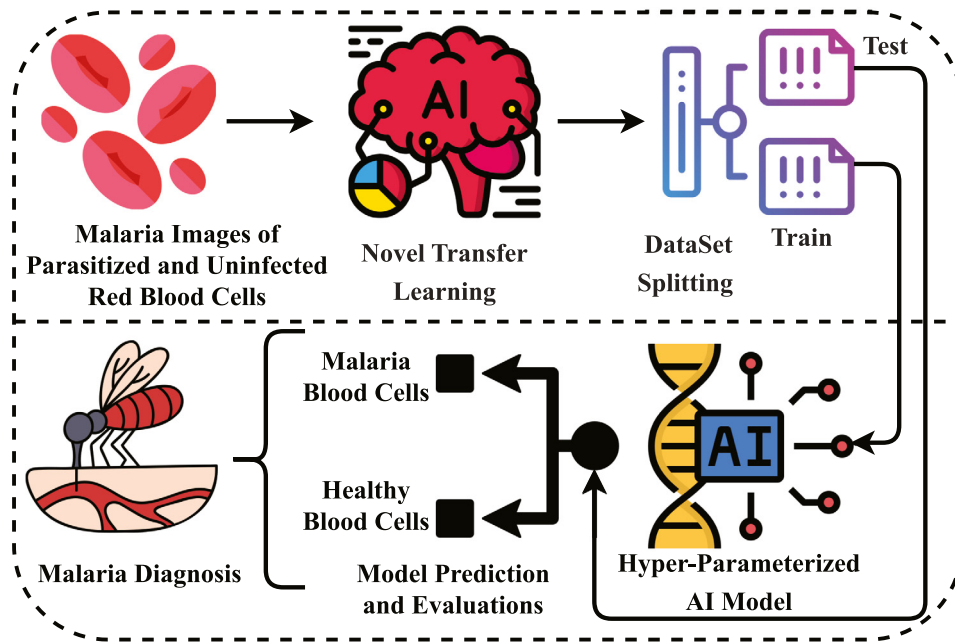 AI
Test
Malaria Images of
Parasitized and Uninfected
Red Blood Cells
Novel Transfer
Learning
DataSet
Splitting
Train
Malaria
Blood Cells
Healthy
Blood Cells
AI
Malaria Diagnosis
Model Prediction
and Evaluations
Hyper-Parameterized
AI Model